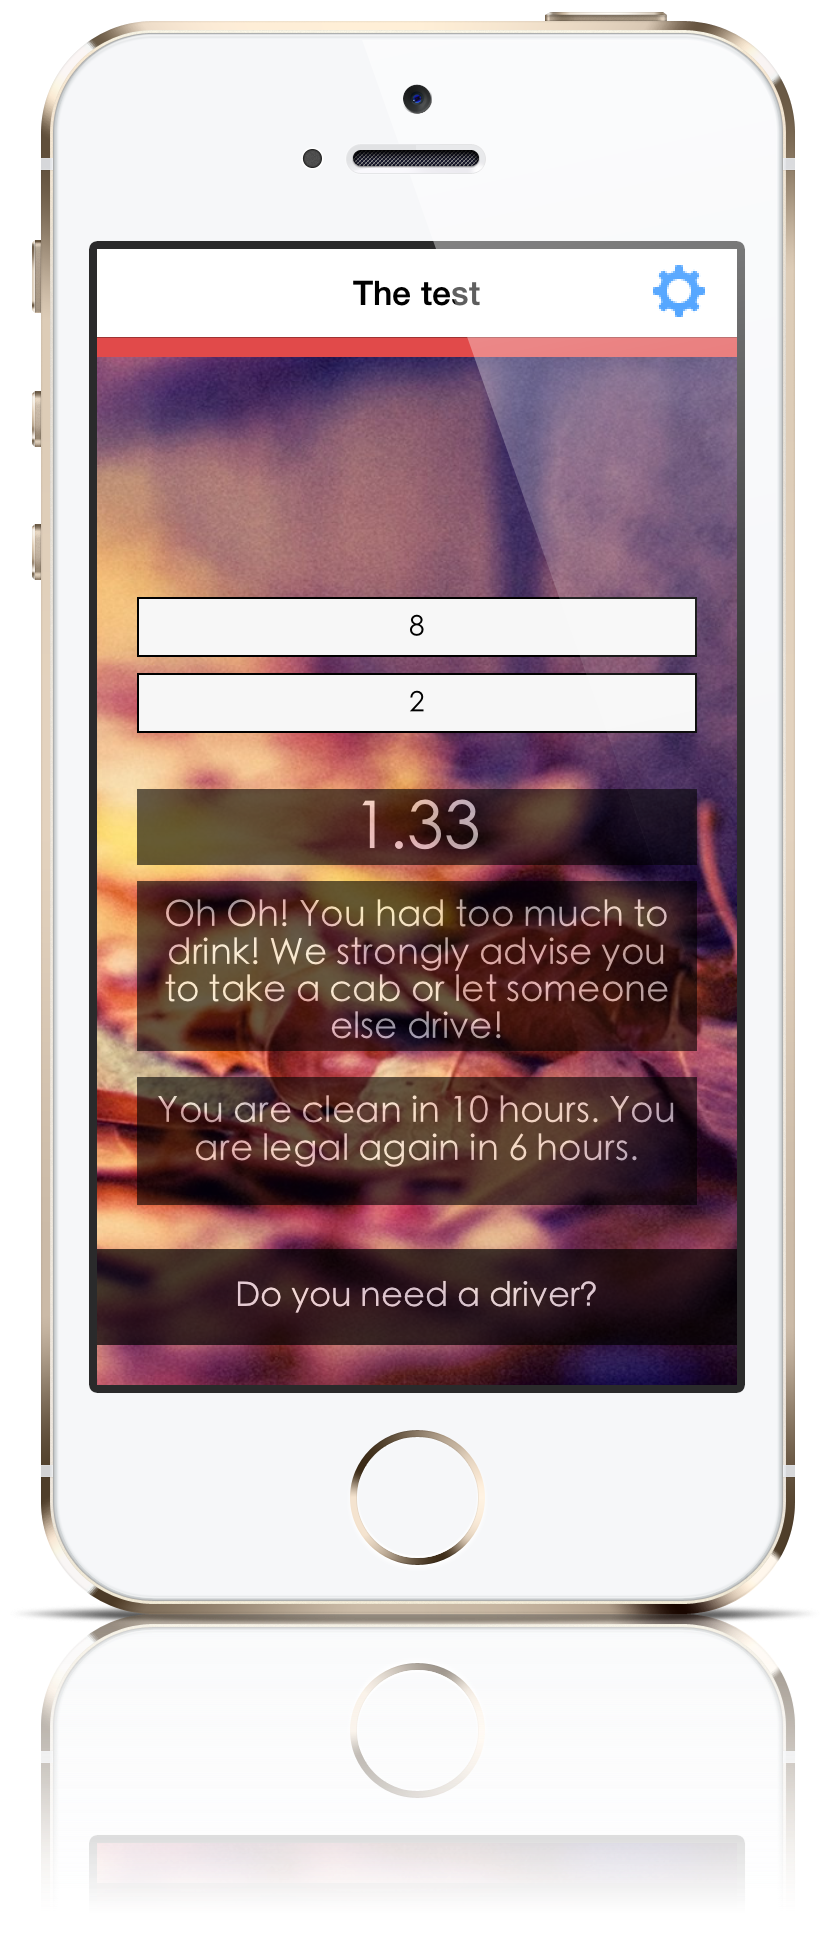 The test
8
2
1.33
Oh Oh! You had too much to
drink! We strongly advise you
to take a cab or let someone
else drive!
You are clean in 10 hours. You
are legal again in 6 hours.
Do you need a driver?